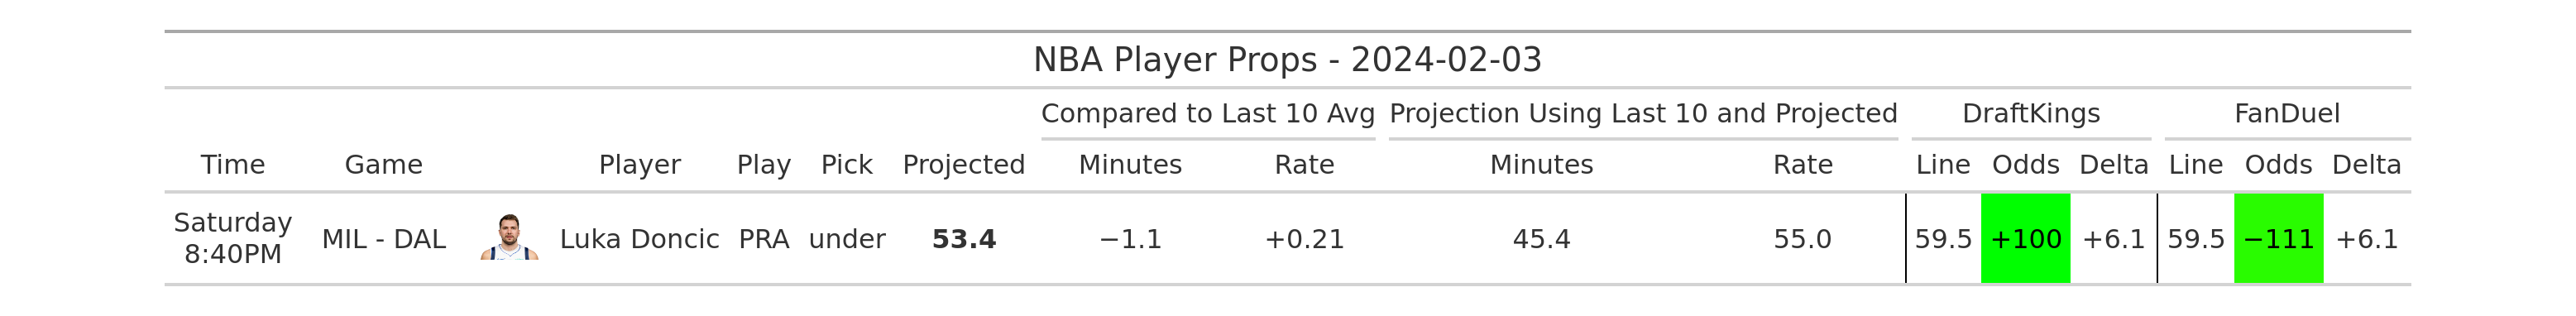 NBA Player Props - 2024-02-03
Compared to Last 10 Avg Projection Using Last 10 and Projected DraftKings FanDuel
Time Game Player Play Pick Projected Minutes Rate Minutes Rate Line Odds Delta Line Odds Delta
Saturday
8:40PM MIL - DAL Luka Doncic PRA under 53.4 −1.1 +0.21 45.4 55.0 59.5 +100 +6.1 59.5 −111 +6.1